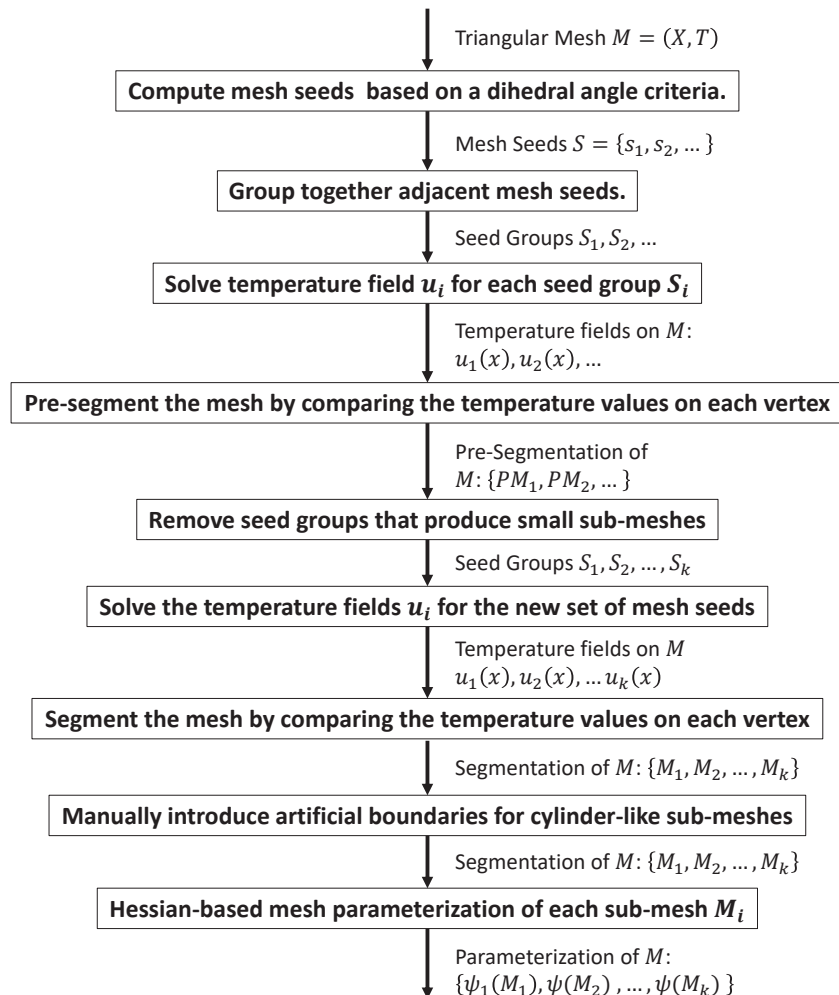 Triangular Mesh M = (X, T)
Compute mesh seeds  based on a dihedral angle criteria.
Mesh Seeds S = {s₁, s₂, … }
Group together adjacent mesh seeds.
Seed Groups S₁, S₂, …
Solve temperature field uᵢ for each seed group Sᵢ
Temperature fields on M:
u₁(x), u₂(x), …
Pre-segment the mesh by comparing the temperature values on each vertex
Pre-Segmentation of
M: {PM₁, PM₂, … }
Remove seed groups that produce small sub-meshes
Seed Groups S₁, S₂, … , Sₖ
Solve the temperature fields uᵢ for the new set of mesh seeds
Temperature fields on M
u₁(x), u₂(x), … uₖ(x)
Segment the mesh by comparing the temperature values on each vertex
Segmentation of M: {M₁, M₂, … , Mₖ}
Manually introduce artificial boundaries for cylinder-like sub-meshes
Segmentation of M: {M₁, M₂, … , Mₖ}
Hessian-based mesh parameterization of each sub-mesh Mᵢ
Parameterization of M:
{ψ₁(M₁), ψ(M₂) , … , ψ(Mₖ) }